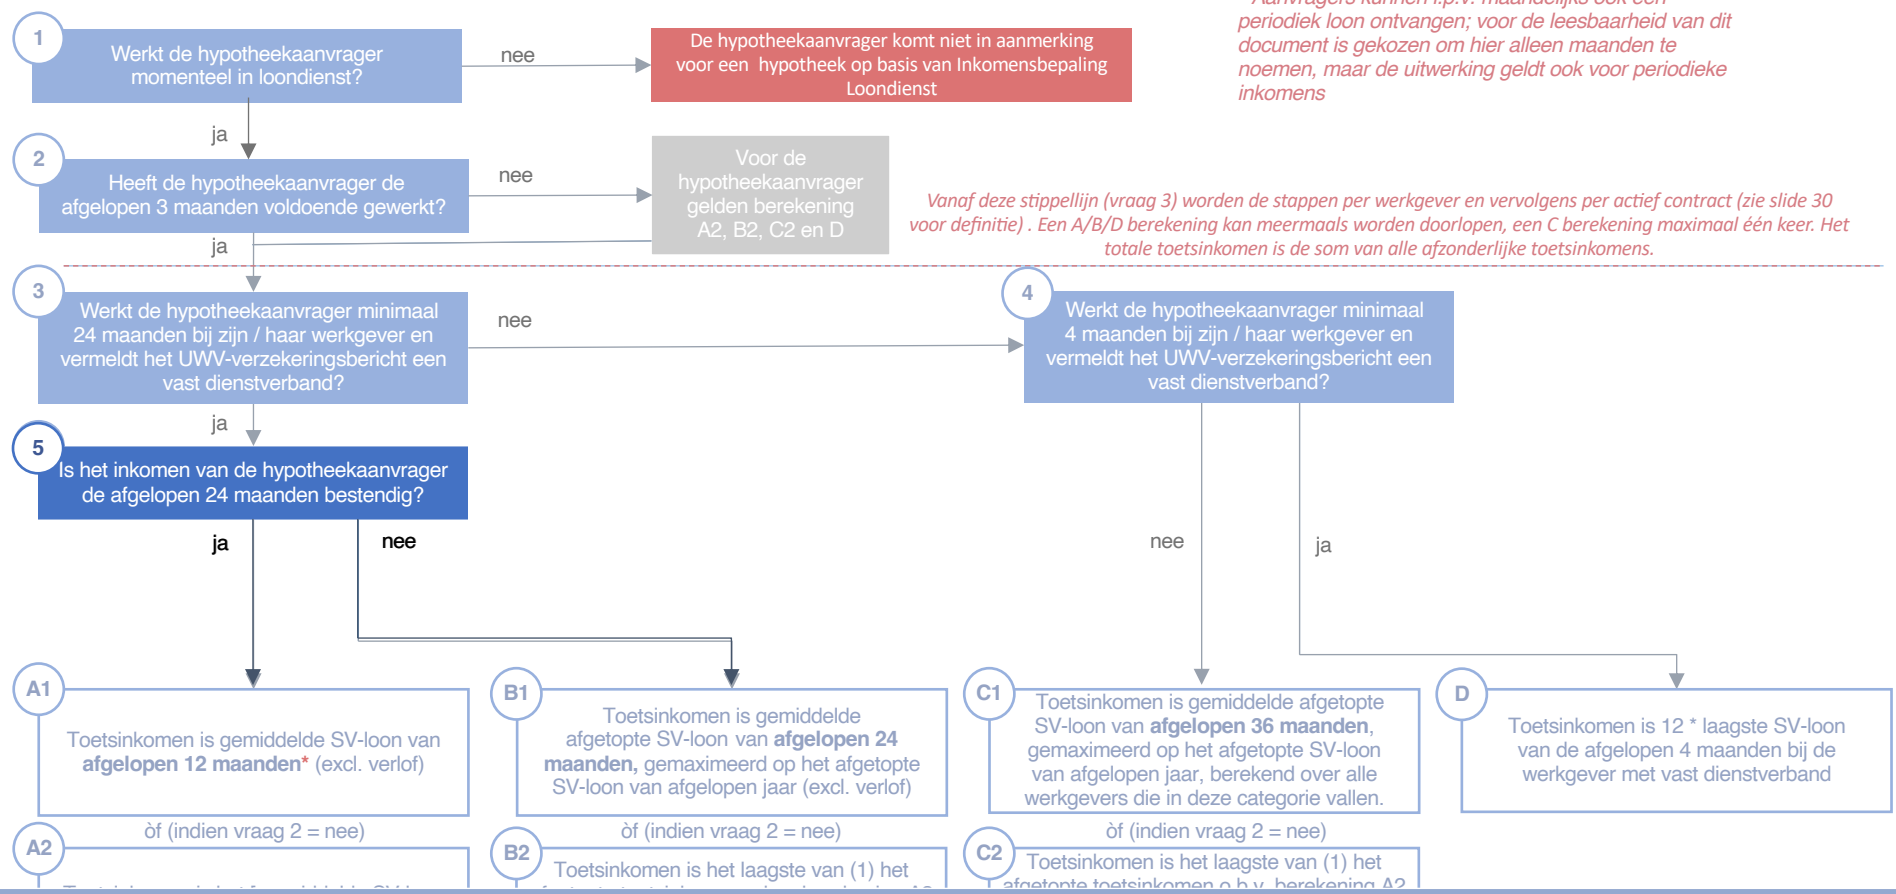 * Aanvragers kunnen i.p.v. maandelijks ook een
periodiek loon ontvangen; voor de leesbaarheid van dit
document is gekozen om hier alleen maanden te
noemen, maar de uitwerking geldt ook voor periodieke
inkomens
1
Werkt de hypotheekaanvrager
momenteel in loondienst?
nee
De hypotheekaanvrager komt niet in aanmerking
voor een hypotheek op basis van Inkomensbepaling
Loondienst
ja
2
Heeft de hypotheekaanvrager de
afgelopen 3 maanden voldoende gewerkt?
nee
Voor de
hypotheekaanvrager
gelden berekening
A2, B2, C2 en D
ja
Vanaf deze stippellijn (vraag 3) worden de stappen per werkgever en vervolgens per actief contract (zie slide 30
voor definitie) . Een A/B/D berekening kan meermaals worden doorlopen, een C berekening maximaal één keer. Het
totale toetsinkomen is de som van alle afzonderlijke toetsinkomens.
3
Werkt de hypotheekaanvrager minimaal
24 maanden bij zijn / haar werkgever en
vermeldt het UWV-verzekeringsbericht een
vast dienstverband?
nee
4
Werkt de hypotheekaanvrager minimaal
4 maanden bij zijn / haar werkgever en
vermeldt het UWV-verzekeringsbericht een
vast dienstverband?
ja
5
Is het inkomen van de hypotheekaanvrager
de afgelopen 24 maanden bestendig?
ja
nee
nee
ja
A1
Toetsinkomen is gemiddelde SV-loon van
afgelopen 12 maanden* (excl. verlof)
B1
Toetsinkomen is gemiddelde
afgetopte SV-loon van afgelopen 24
maanden, gemaximeerd op het afgetopte
SV-loon van afgelopen jaar (excl. verlof)
C1
Toetsinkomen is gemiddelde afgetopte
SV-loon van afgelopen 36 maanden,
gemaximeerd op het afgetopte SV-loon
van afgelopen jaar, berekend over alle
werkgevers die in deze categorie vallen.
D
Toetsinkomen is 12 * laagste SV-loon
van de afgelopen 4 maanden bij de
werkgever met vast dienstverband
òf (indien vraag 2 = nee)
òf (indien vraag 2 = nee)
òf (indien vraag 2 = nee)
A2
B2
Toetsinkomen is het laagste van (1) het
C2
Toetsinkomen is het laagste van (1) het
afgetopte toetsinkomen o.b.v. berekening A2